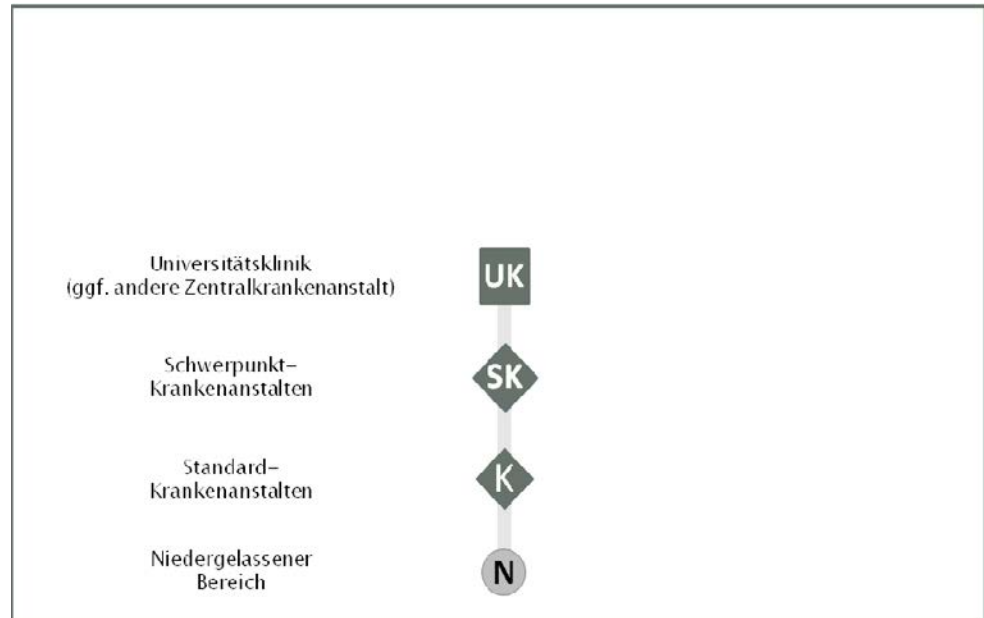 Universitätsklinik
(ggf. andere Zentralkrankenanstalt)
UK
Schwerpunkt–
Krankenanstalten
SK
Standard–
Krankenanstalten
K
Niedergelassener
Bereich
N